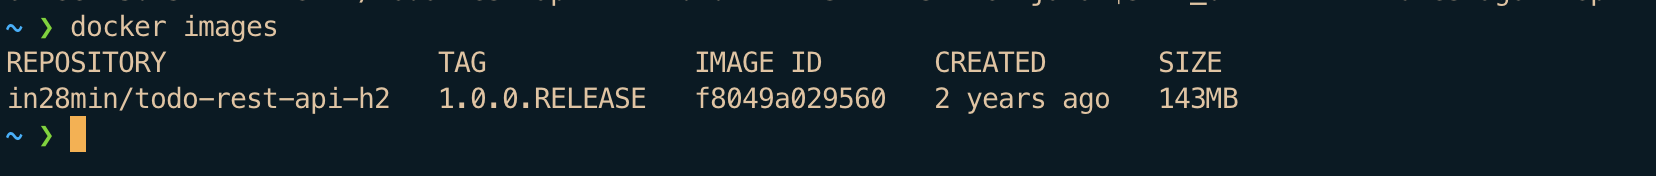 ~ ❯ docker images
REPOSITORY TAG IMAGE ID CREATED SIZE
in28min/todo-rest-api-h2 1.0.0.RELEASE f8049a029560 2 years ago 143MB
~ ❯